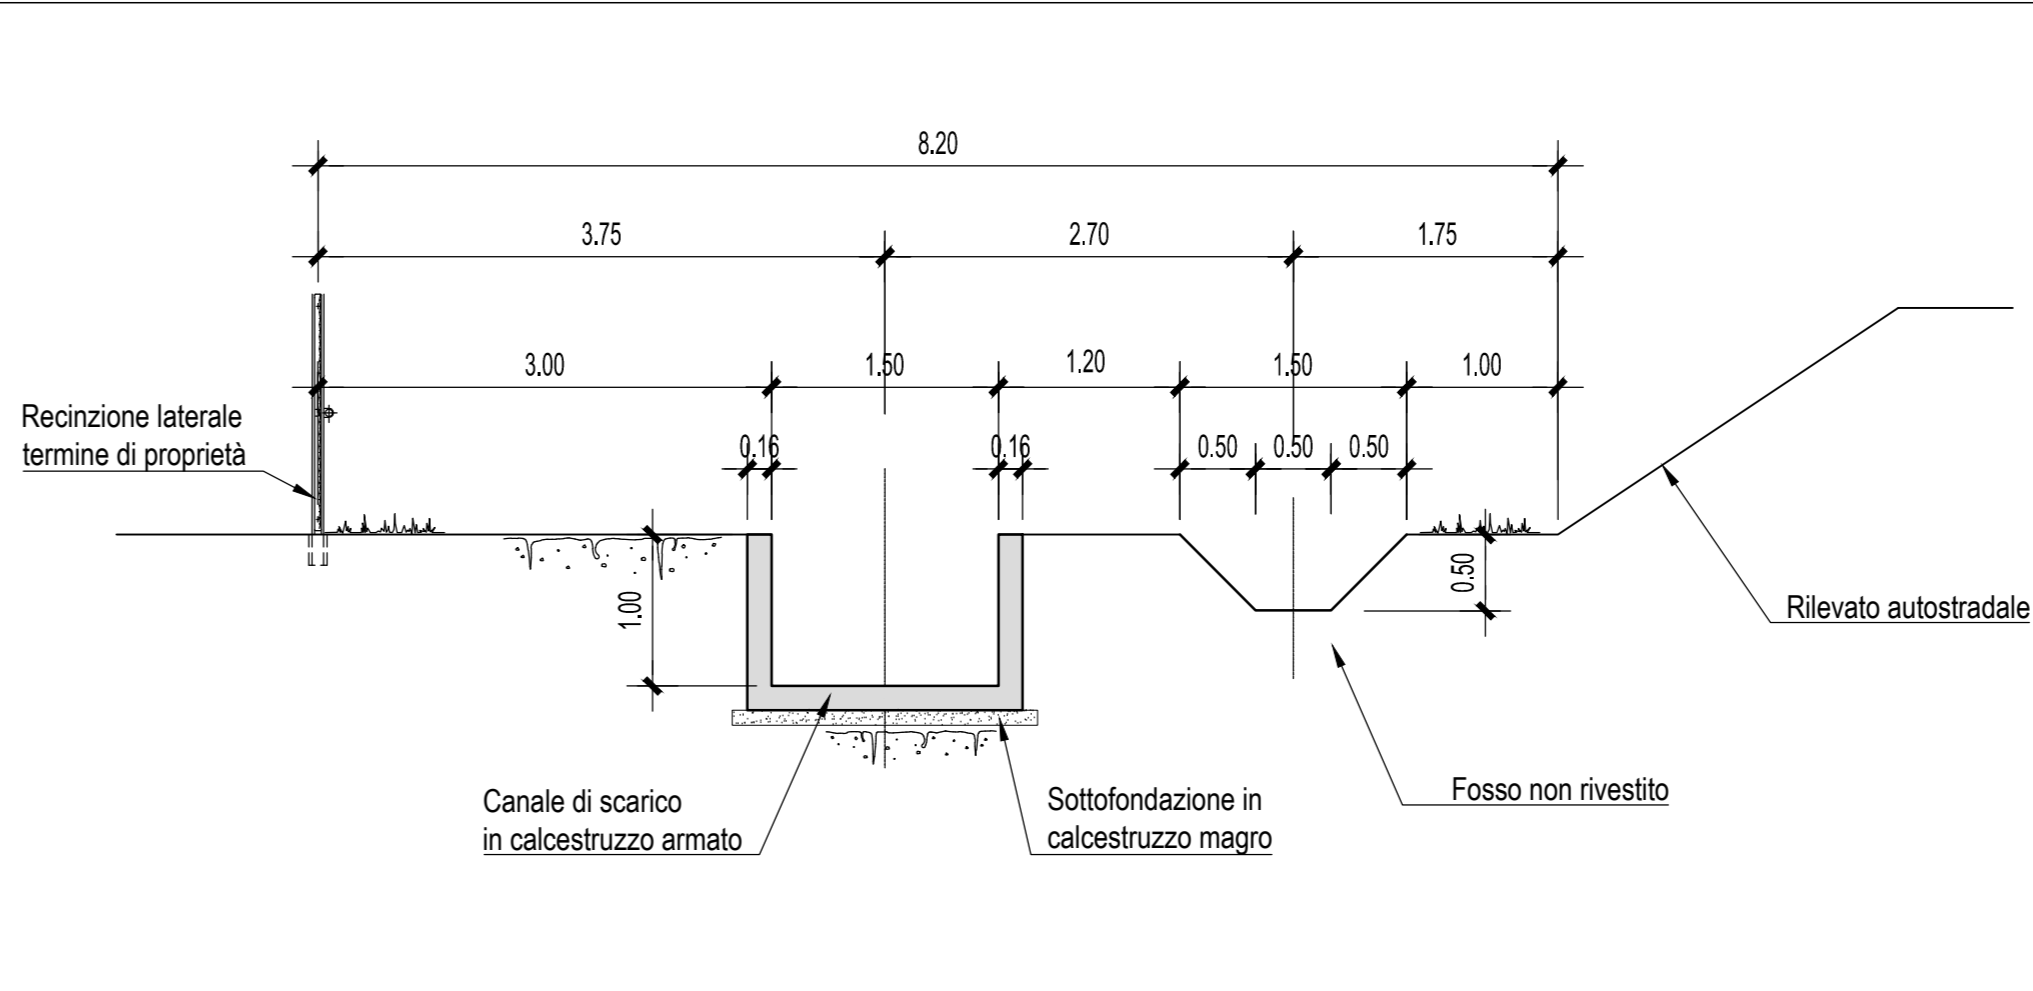 8.20
3.75
2.70
1.75
3.00
1.50
1.20
1.50
1.00
Recinzione laterale
termine di proprietà
0.16
0.16
0.50
0.50
0.50
1.00
0.50
Rilevato autostradale
Canale di scarico
in calcestruzzo armato
Sottofondazione in
calcestruzzo magro
Fosso non rivestito